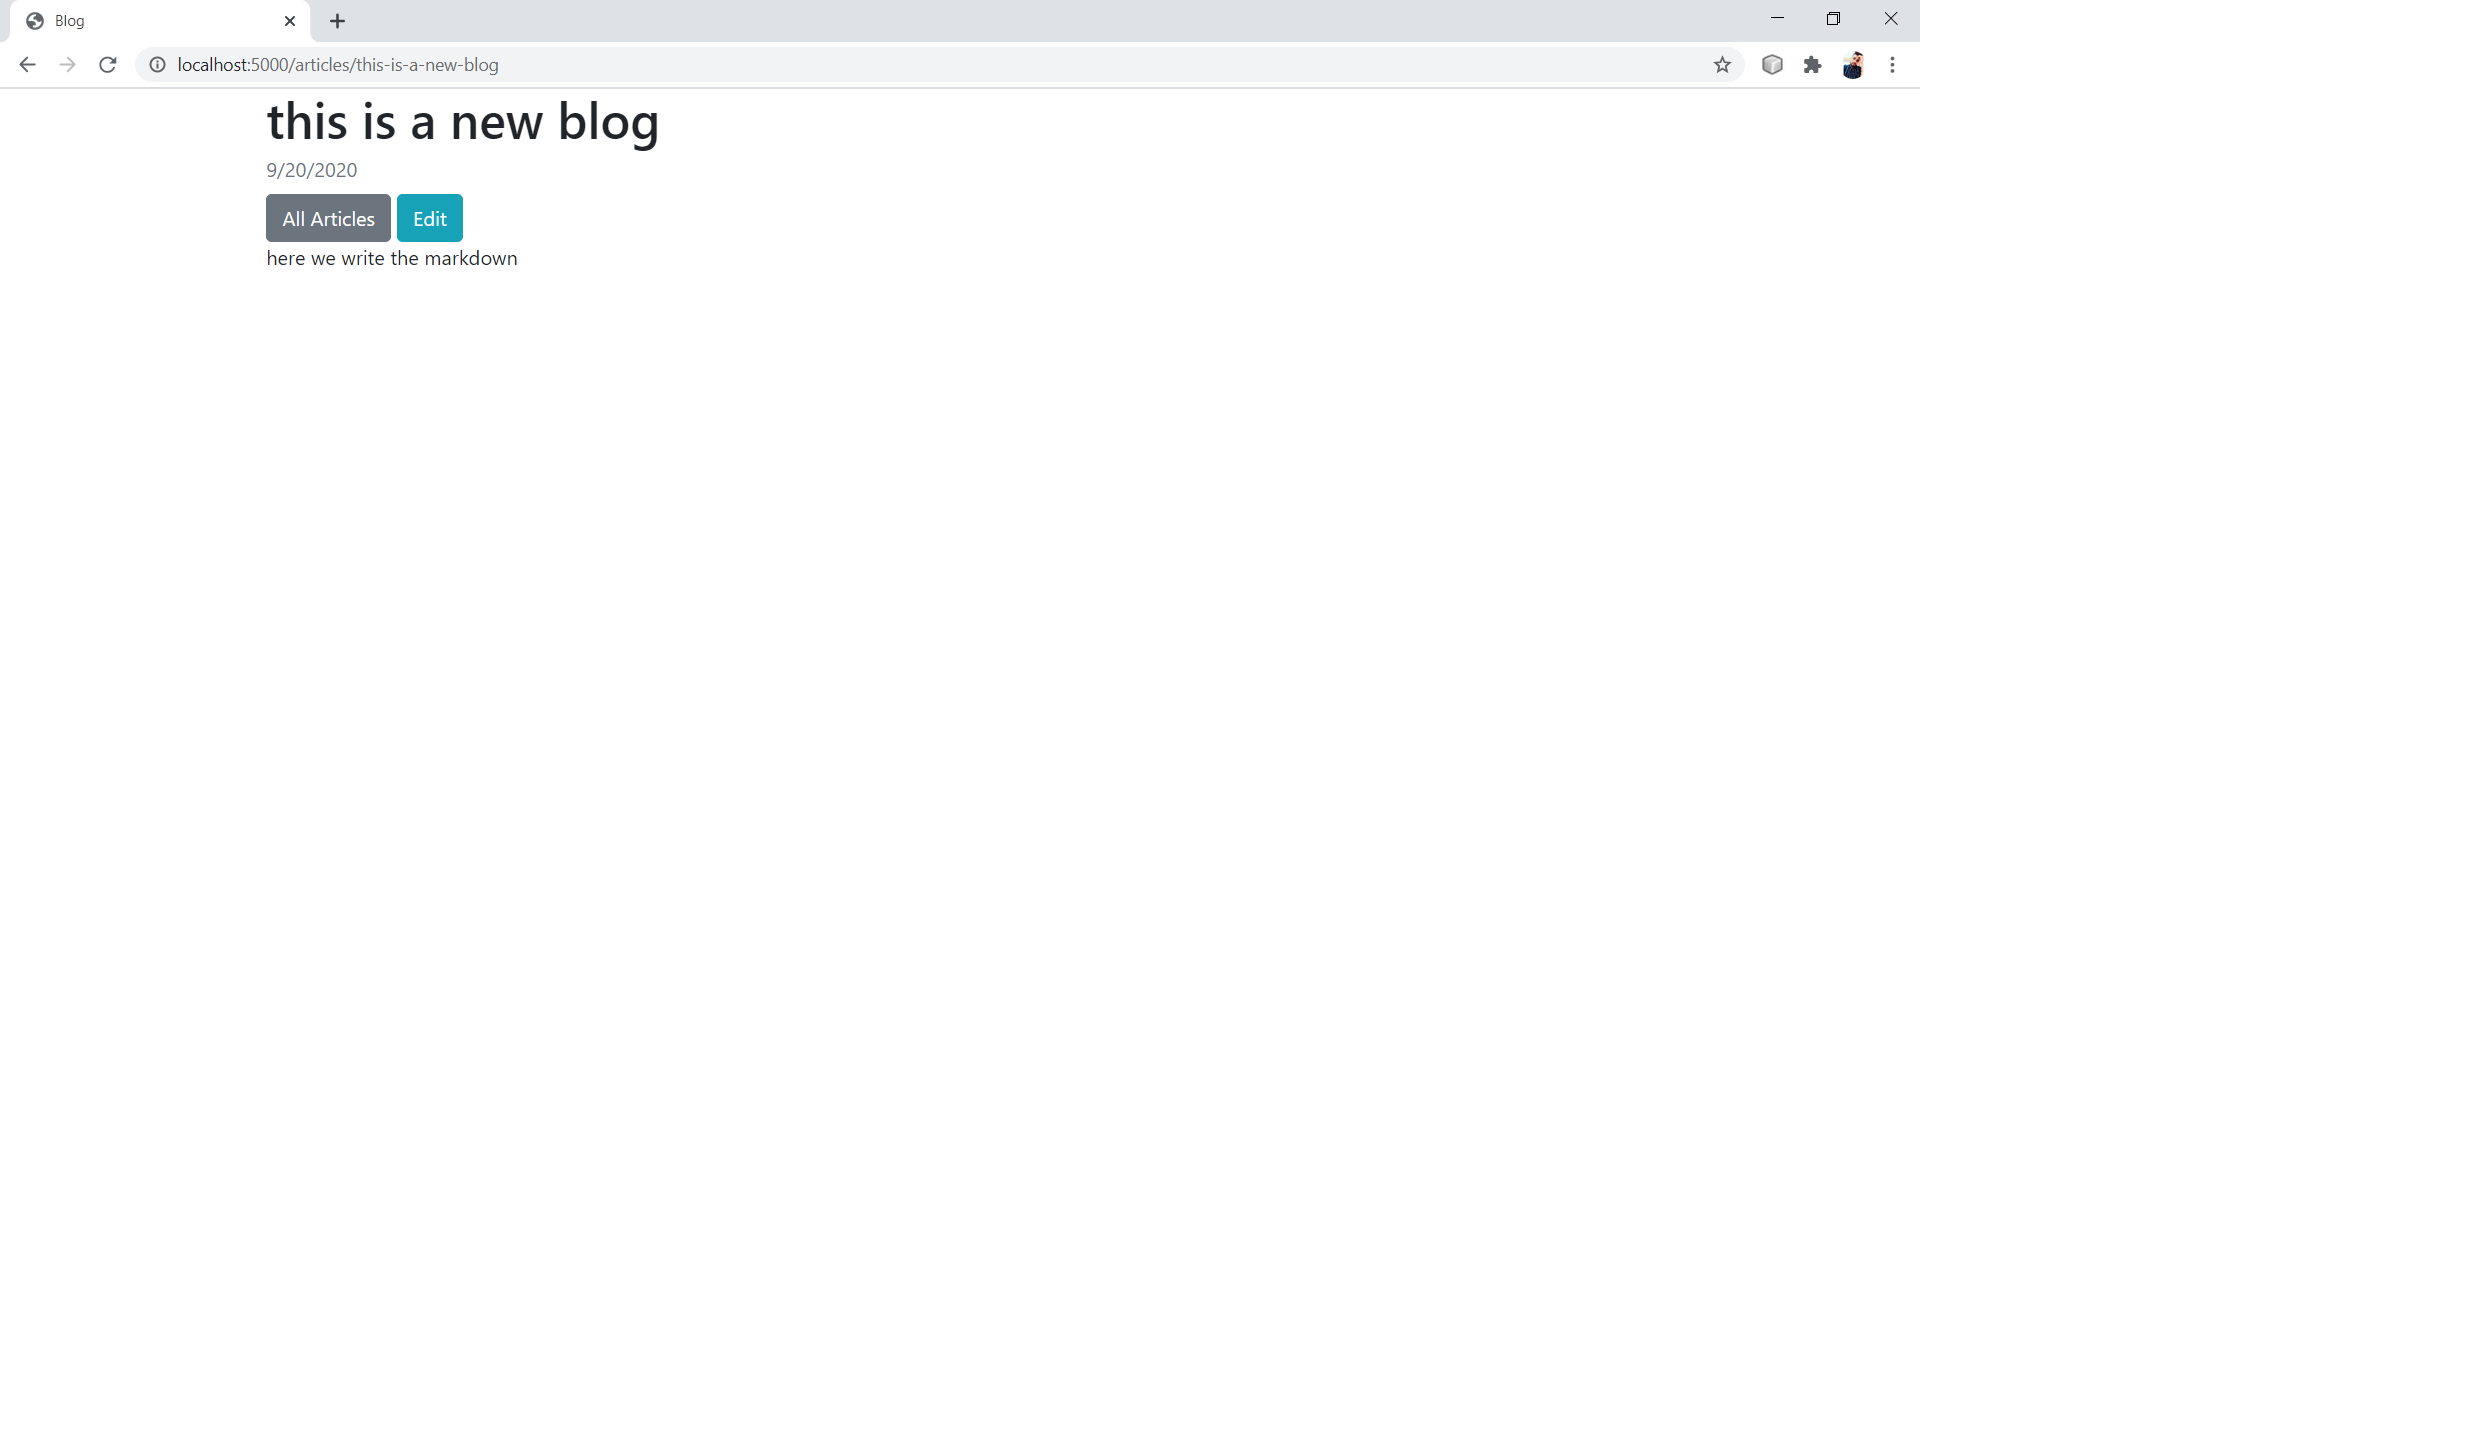 Blog
localhost:5000/articles/this-is-a-new-blog
this is a new blog
9/20/2020
All Articles Edit
here we write the markdown